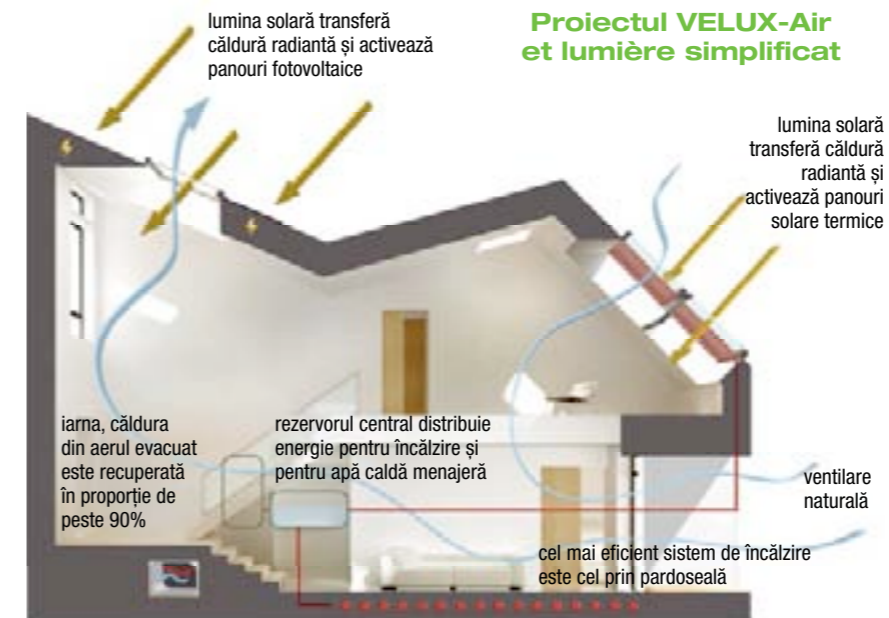 lumina solară transferă
căldură radiantă și activează
panouri fotovoltaice
Proiectul VELUX-Air
et lumière simplificat
lumina solară
transferă căldură
radiantă și
activează panouri
solare termice
iarna, căldura
din aerul evacuat
este recuperată
în proporție de
peste 90%
rezervorul central distribuie
energie pentru încălzire și
pentru apă caldă menajeră
ventilare
naturală
cel mai eficient sistem de încălzire
este cel prin pardoseală